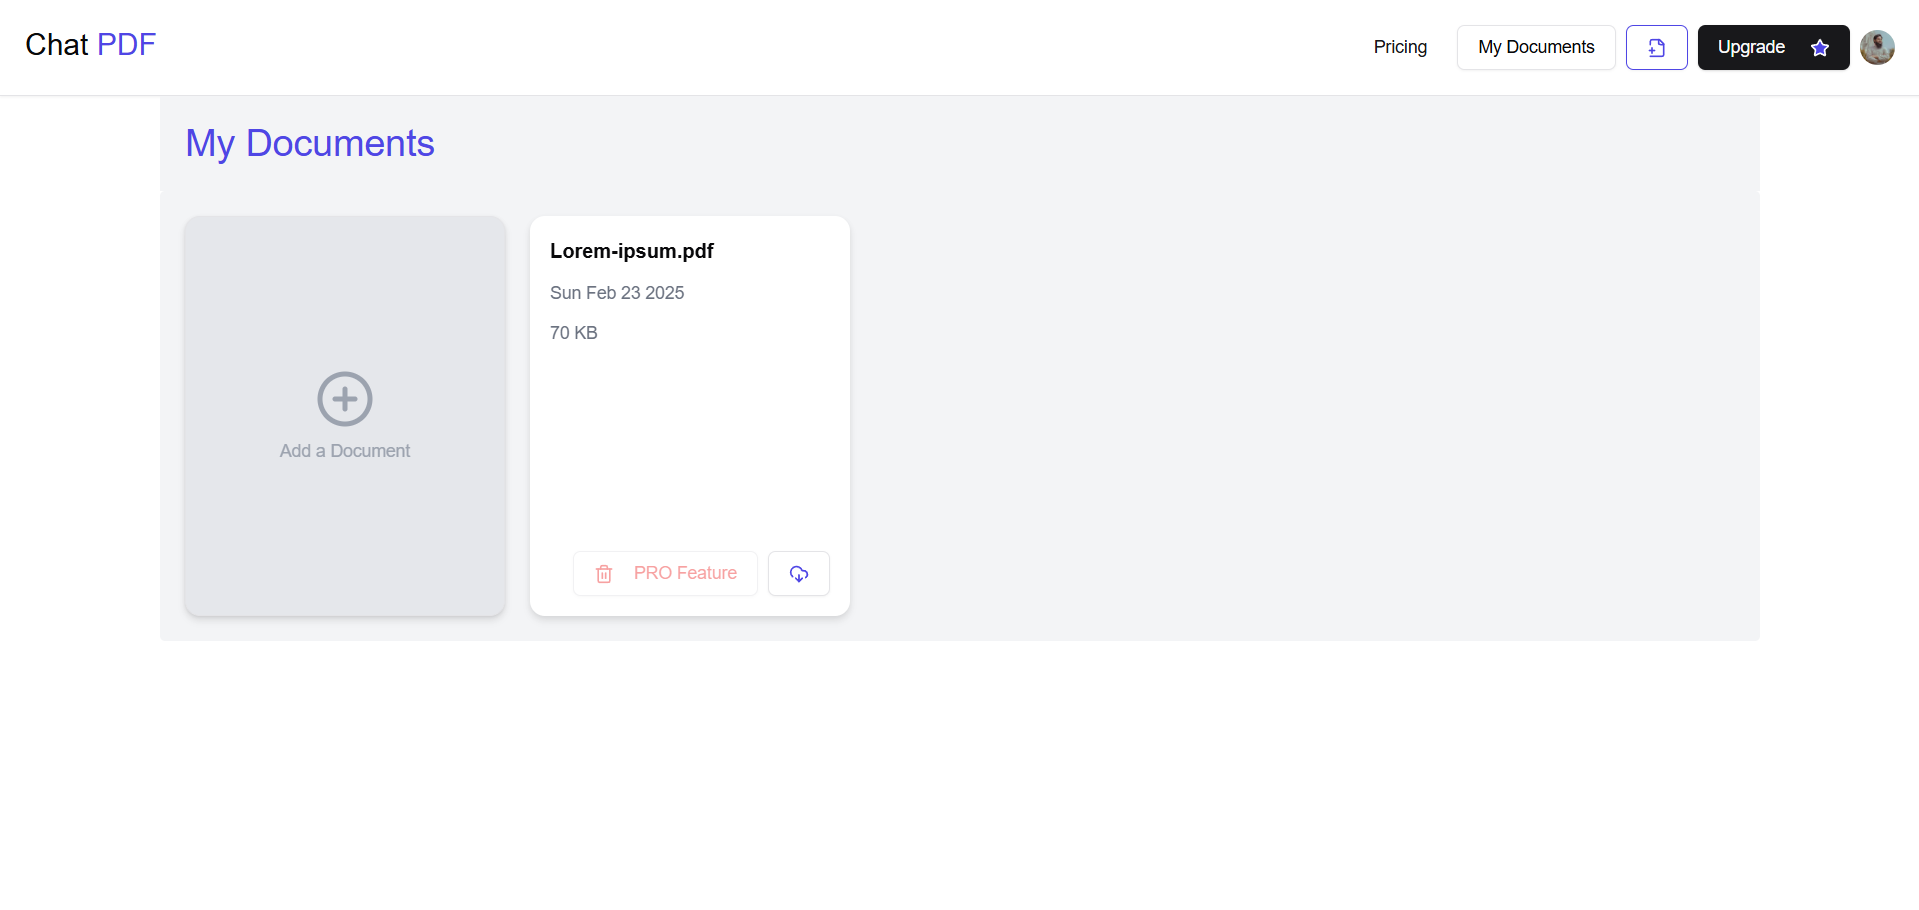 Chat PDF
Pricing
My Documents
Upgrade
My Documents
Add a Document
Lorem-ipsum.pdf
Sun Feb 23 2025
70 KB
PRO Feature